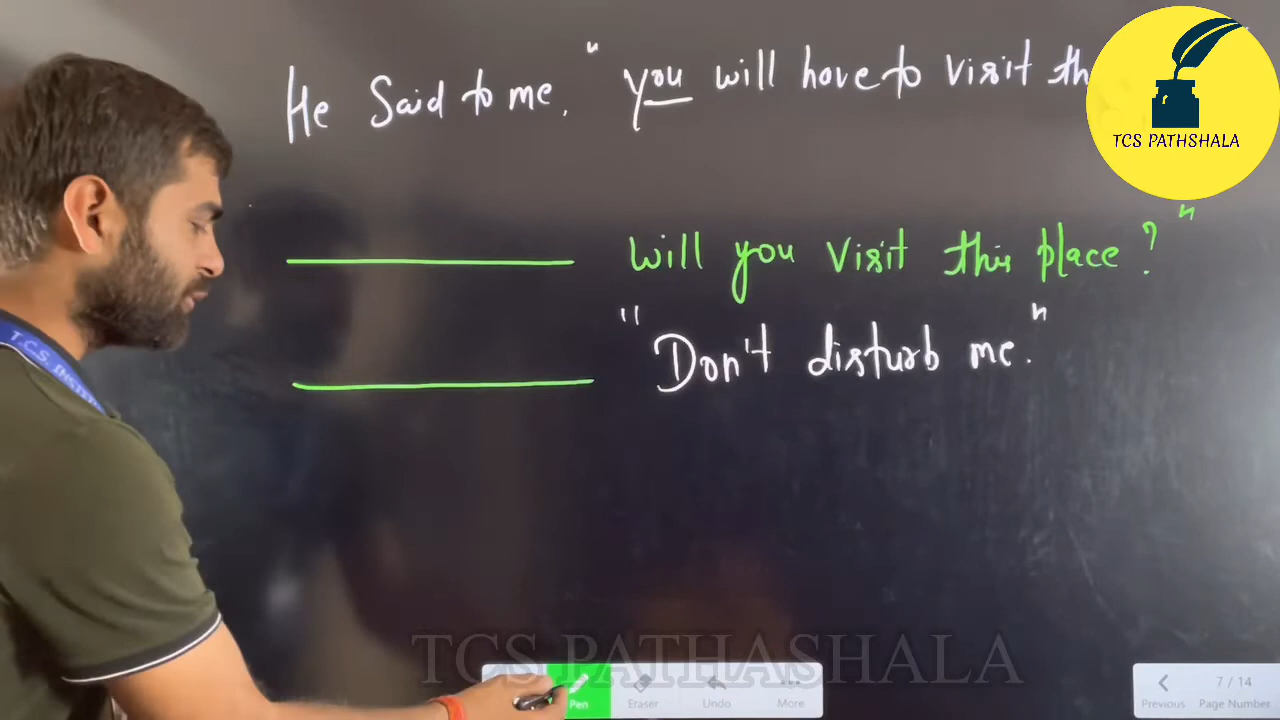 He Said to me, " you will have to visit th
TCS PATHSHALA
will you visit this place ? "
"Don't disturb me."
T.C.S. INSTI
TCS PATHASHALA
Pen
Eraser
Undo
More
Previous
7 / 14
Page Number